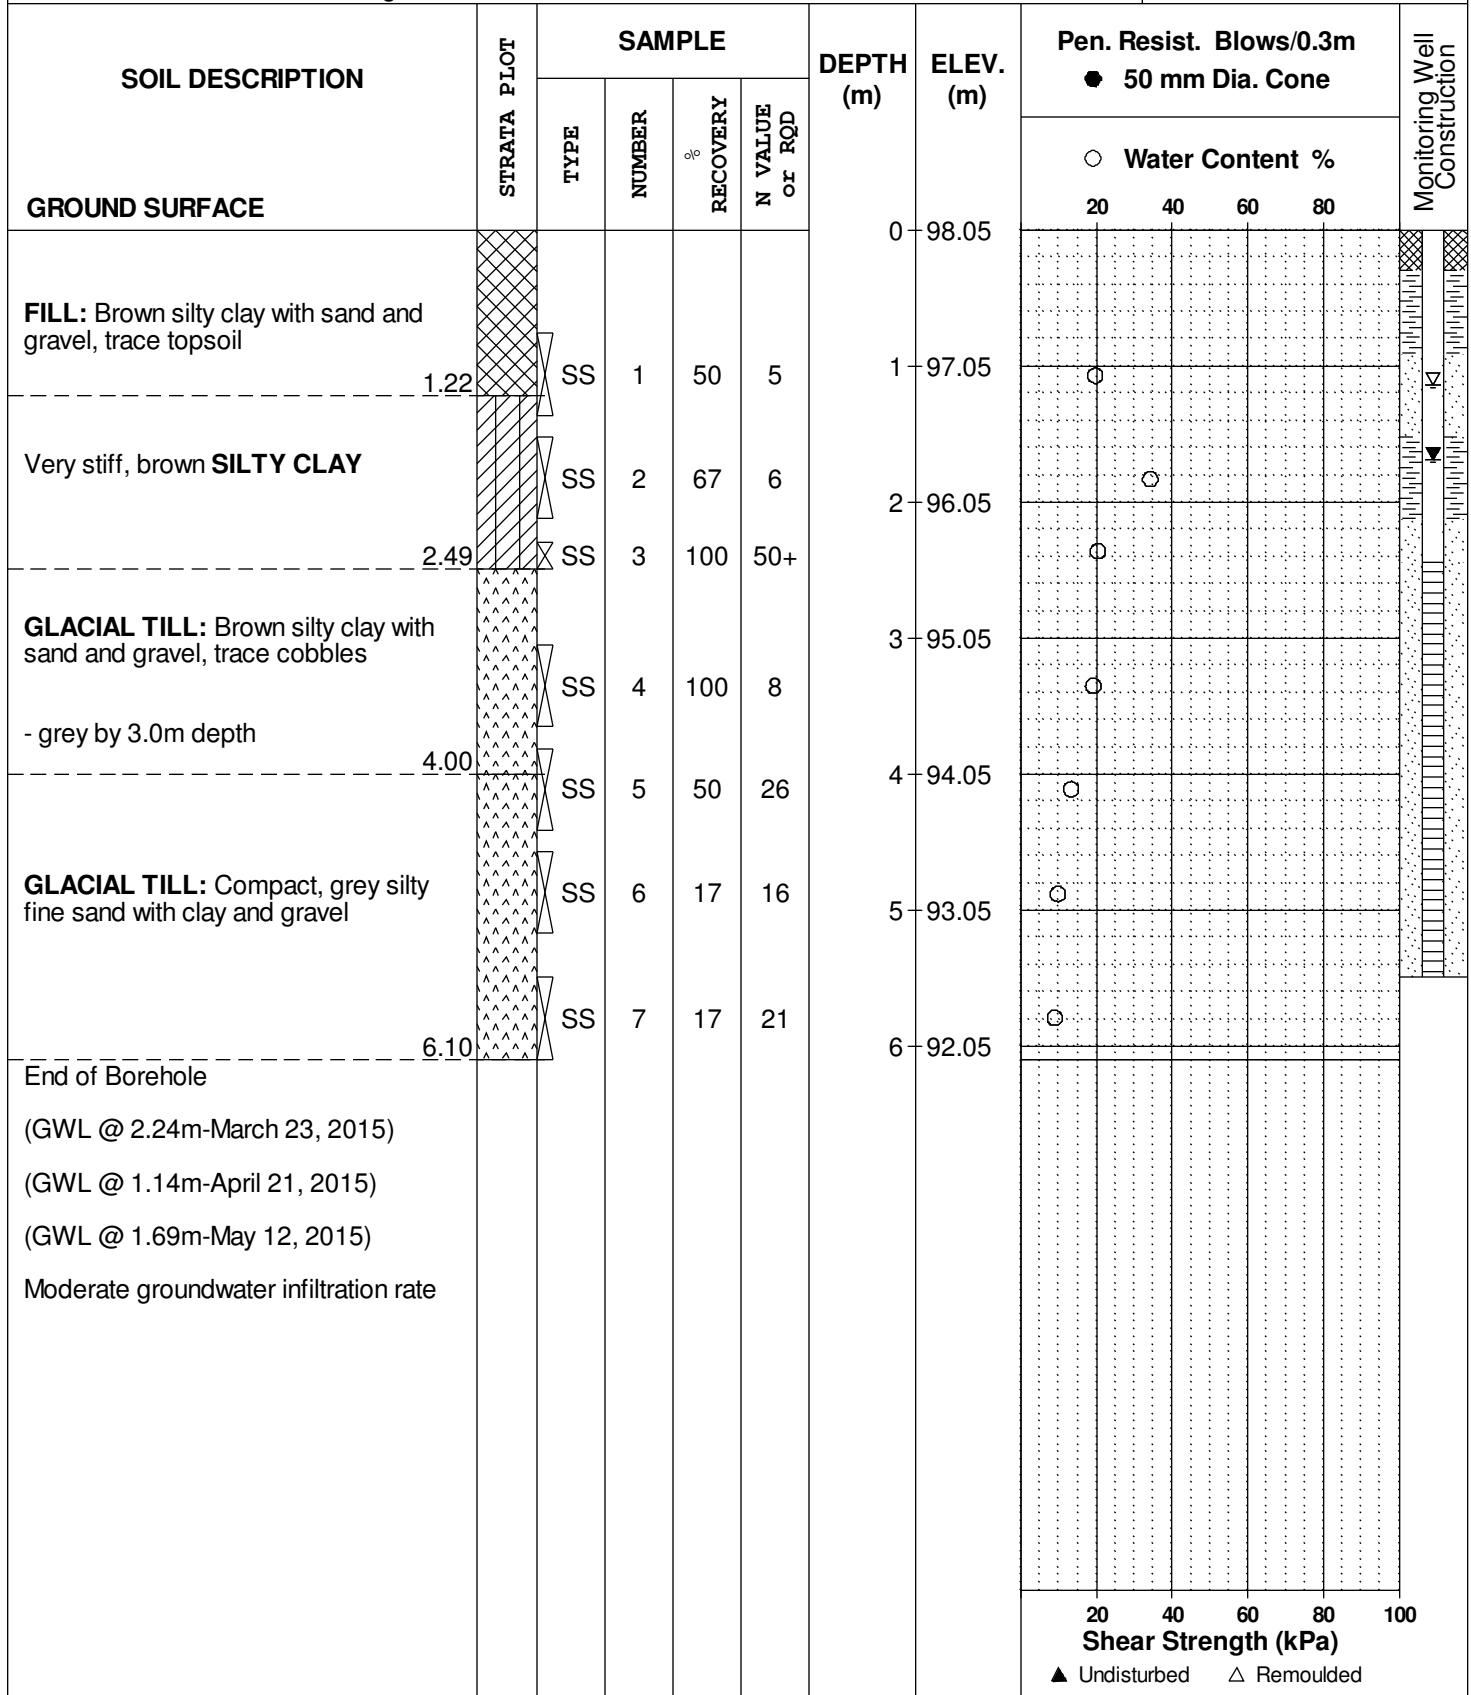 SOIL DESCRIPTION
GROUND SURFACE
STRATA PLOT
SAMPLE
TYPE
NUMBER
%
RECOVERY
N VALUE
or RQD
DEPTH
(m)
ELEV.
(m)
Pen. Resist. Blows/0.3m
● 50 mm Dia. Cone
○ Water Content %
20 40 60 80
Monitoring Well
Construction
0 98.05
FILL: Brown silty clay with sand and
gravel, trace topsoil
1.22
SS 1 50 5
1 97.05
Very stiff, brown SILTY CLAY
SS 2 67 6
2 96.05
2.49
SS 3 100 50+
GLACIAL TILL: Brown silty clay with
sand and gravel, trace cobbles
3 95.05
SS 4 100 8
- grey by 3.0m depth
4.00
4 94.05
SS 5 50 26
GLACIAL TILL: Compact, grey silty
fine sand with clay and gravel
SS 6 17 16
5 93.05
SS 7 17 21
6.10
6 92.05
End of Borehole
(GWL @ 2.24m-March 23, 2015)
(GWL @ 1.14m-April 21, 2015)
(GWL @ 1.69m-May 12, 2015)
Moderate groundwater infiltration rate
20 40 60 80 100
Shear Strength (kPa)
▲ Undisturbed △ Remoulded